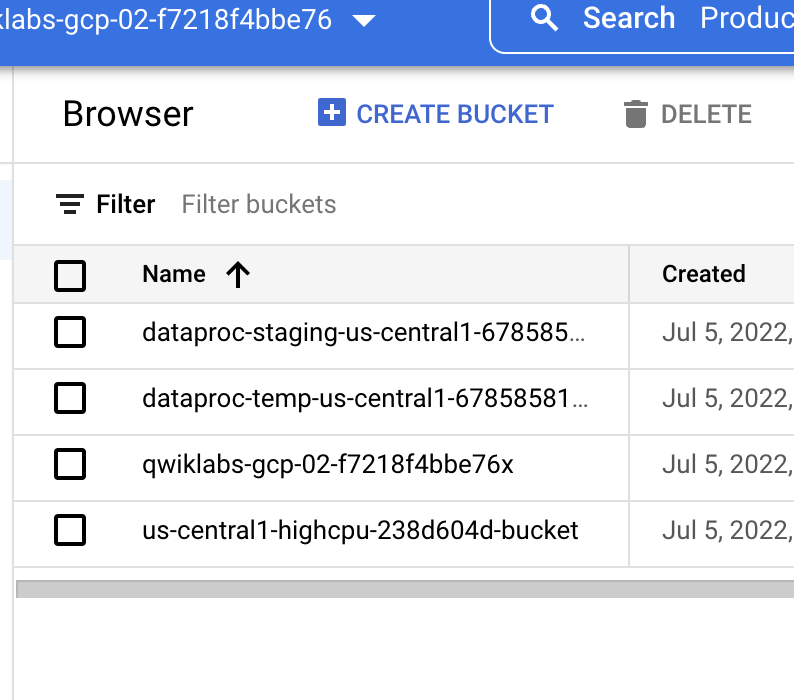 klabs-gcp-02-f7218f4bbe76
Search Produc
Browser CREATE BUCKET DELETE
Filter Filter buckets
Name Created
dataproc-staging-us-central1-678585... Jul 5, 2022,
dataproc-temp-us-central1-67858581... Jul 5, 2022,
qwiklabs-gcp-02-f7218f4bbe76x Jul 5, 2022,
us-central1-highcpu-238d604d-bucket Jul 5, 2022,